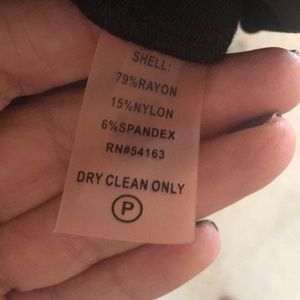 SHELL:
79%RAYON
15%NYLON
6%SPANDEX
RN#54163
DRY CLEAN ONLY
P